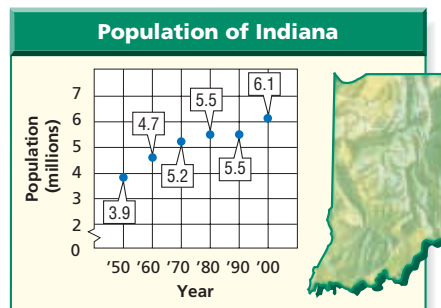 Population of Indiana
Population
(millions)
7
6
5
4
3
2
0
3.9
4.7
5.2
5.5
5.5
6.1
'50 '60 '70 '80 '90 '00
Year